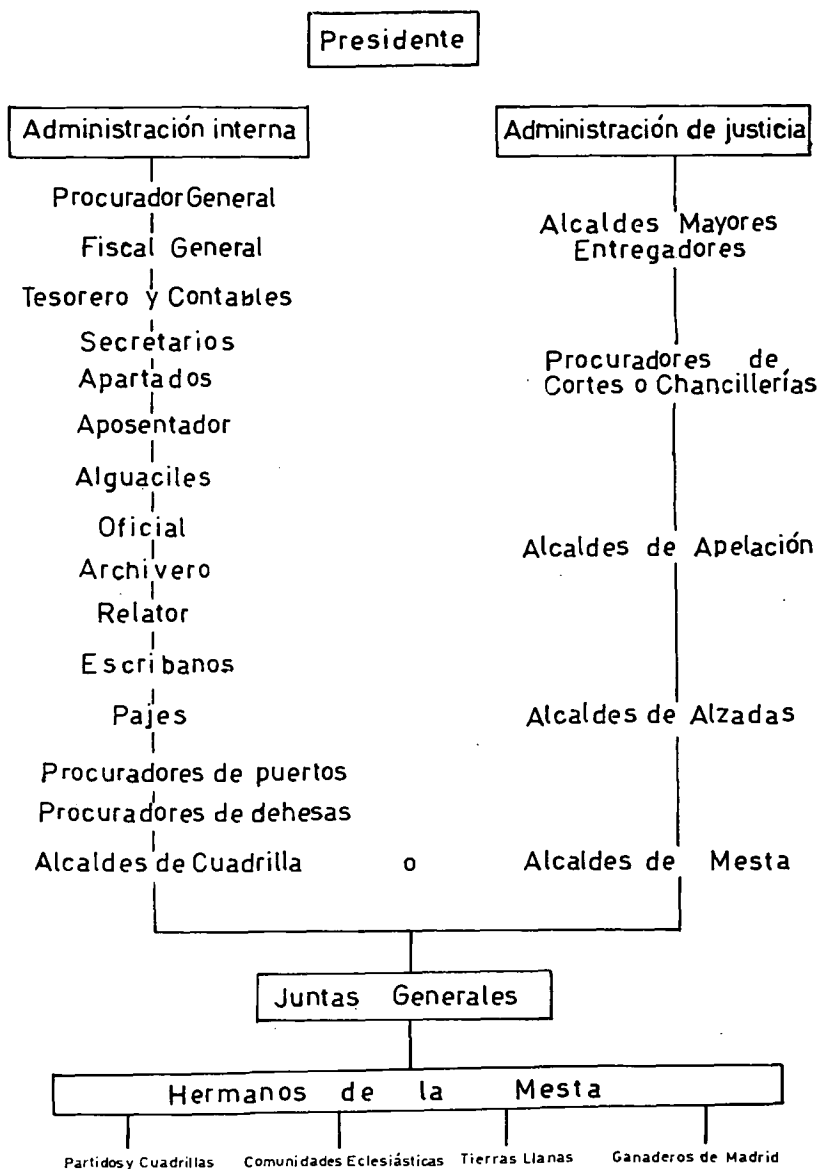 Presidente
Administración interna
Procurador General
Fiscal General
Tesorero y Contables
Secretarios
Apartados
Aposentador
Alguaciles
Oficial
Archivero
Relator
Escribanos
Pajes
Procuradores de puertos
Procuradores de dehesas
Alcaldes de Cuadrilla
o
Administración de justicia
Alcaldes Mayores
Entregadores
Procuradores de
Cortes o Chancillerías
Alcaldes de Apelación
Alcaldes de Alzadas
Alcaldes de Mesta
Juntas Generales
Hermanos de la Mesta
Partidos y Cuadrillas
Comunidades Eclesiásticas
Tierras Llanas
Ganaderos de Madrid